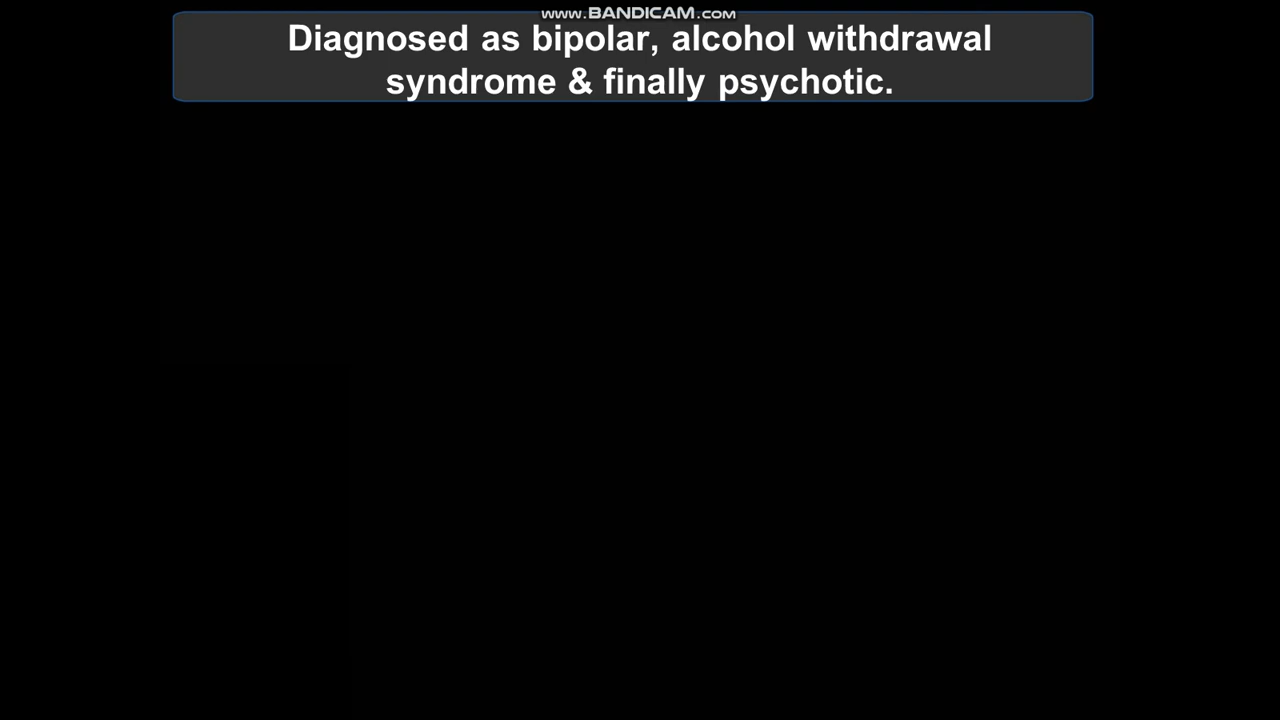 www.BANDICAM.com
Diagnosed as bipolar, alcohol withdrawal
syndrome & finally psychotic.